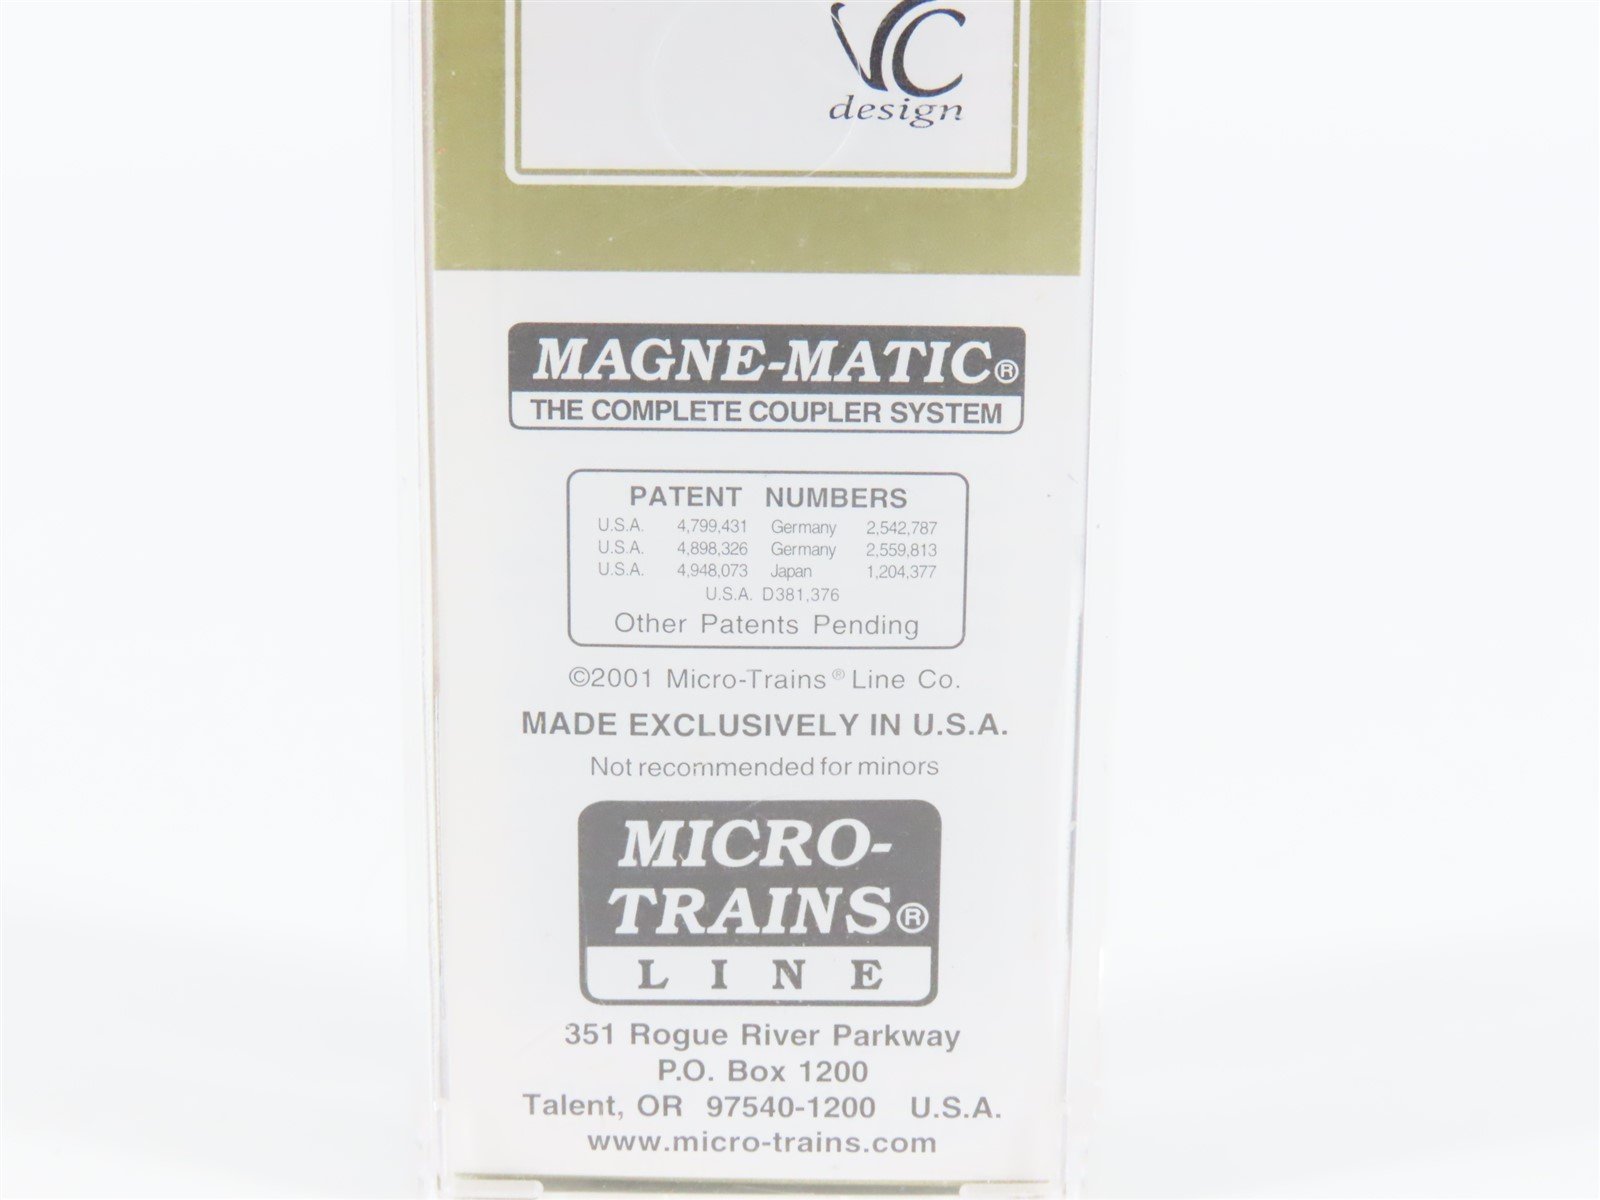 VC
design
MAGNE-MATIC®
THE COMPLETE COUPLER SYSTEM
PATENT NUMBERS
U.S.A. 4,799,431 Germany 2,542,787
U.S.A. 4,898,326 Germany 2,559,813
U.S.A. 4,948,073 Japan 1,204,377
U.S.A. D381,376
Other Patents Pending
©2001 Micro-Trains® Line Co.
MADE EXCLUSIVELY IN U.S.A.
Not recommended for minors
MICRO-
TRAINS®
LINE
351 Rogue River Parkway
P.O. Box 1200
Talent, OR 97540-1200 U.S.A.
www.micro-trains.com